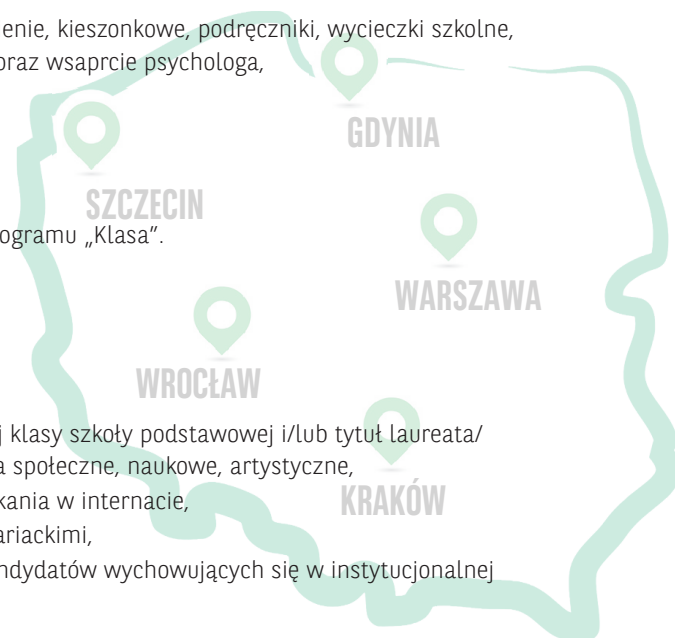 enie, kieszonkowe, podręczniki, wycieczki szkolne,
oraz wsaprcie psychologa,
GDYNIA
SZCZECIN
ogramu „Klasa”.
WARSZAWA
WROCŁAW
j klasy szkoły podstawowej i/lub tytuł laureata/
a społeczne, naukowe, artystyczne,
kania w internacie,
KRAKÓW
ariackimi,
ndydatów wychowujących się w instytucjonalnej